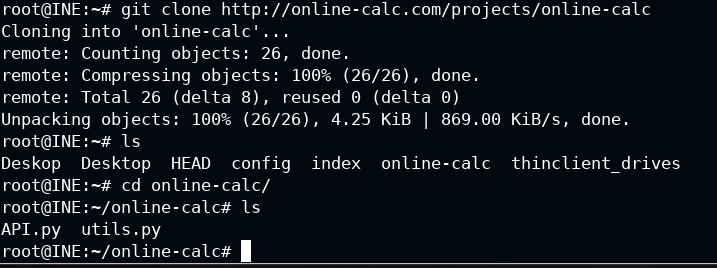 root@INE:~# git clone http://online-calc.com/projects/online-calc
Cloning into 'online-calc'...
remote: Counting objects: 26, done.
remote: Compressing objects: 100% (26/26), done.
remote: Total 26 (delta 8), reused 0 (delta 0)
Unpacking objects: 100% (26/26), 4.25 KiB | 869.00 KiB/s, done.
root@INE:~# ls
Deskop  Desktop  HEAD  config  index  online-calc  thinclient_drives
root@INE:~# cd online-calc/
root@INE:~/online-calc# ls
API.py  utils.py
root@INE:~/online-calc#